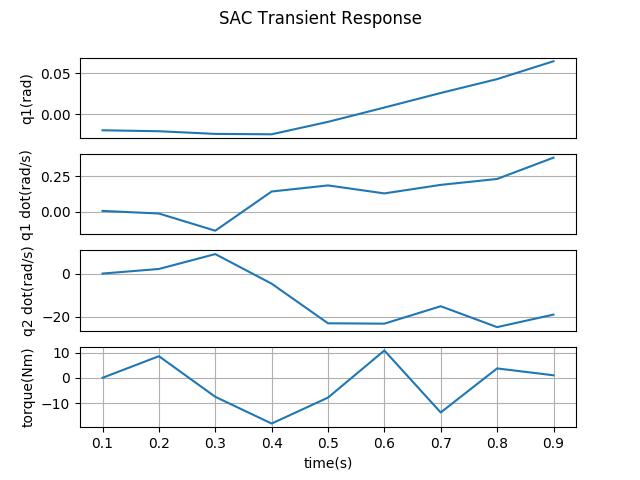 SAC Transient Response
q1(rad)
0.05
0.00
q1 dot(rad/s)
0.25
0.00
q2 dot(rad/s)
0
−20
torque(Nm)
10
0
−10
0.1 0.2 0.3 0.4 0.5 0.6 0.7 0.8 0.9
time(s)